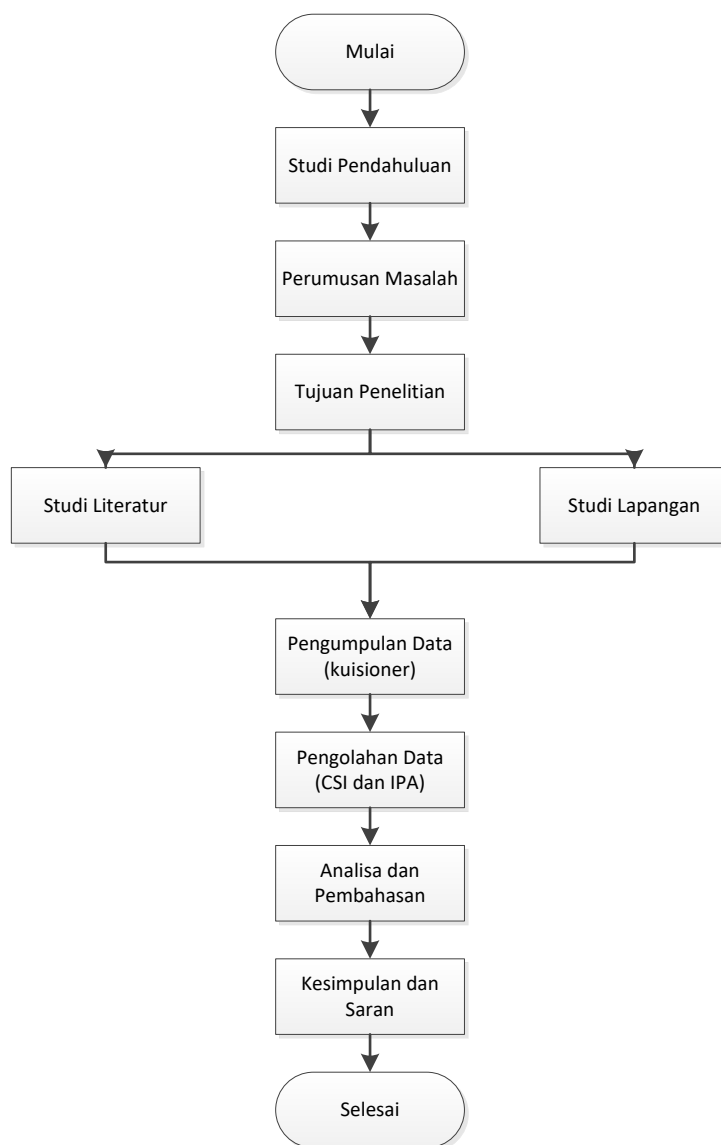 Mulai
Studi Pendahuluan
Perumusan Masalah
Tujuan Penelitian
Studi Literatur
Studi Lapangan
Pengumpulan Data
(kuisioner)
Pengolahan Data
(CSI dan IPA)
Analisa dan
Pembahasan
Kesimpulan dan
Saran
Selesai